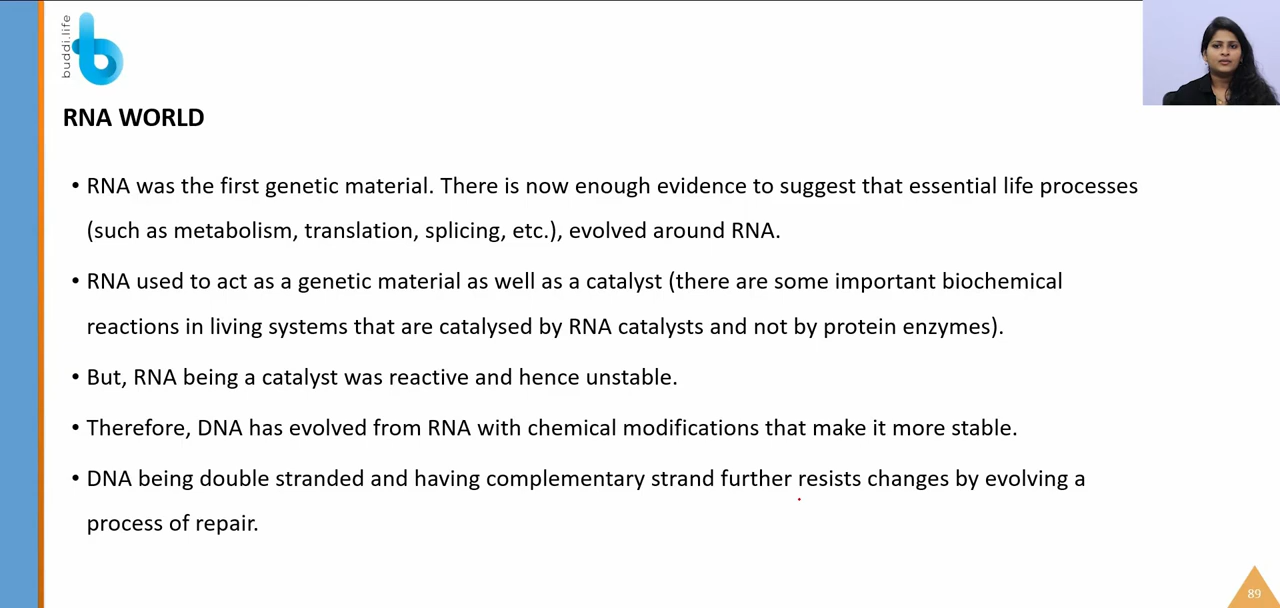 buddi.life
RNA WORLD
• RNA was the first genetic material. There is now enough evidence to suggest that essential life processes
(such as metabolism, translation, splicing, etc.), evolved around RNA.
• RNA used to act as a genetic material as well as a catalyst (there are some important biochemical
reactions in living systems that are catalysed by RNA catalysts and not by protein enzymes).
• But, RNA being a catalyst was reactive and hence unstable.
• Therefore, DNA has evolved from RNA with chemical modifications that make it more stable.
• DNA being double stranded and having complementary strand further resists changes by evolving a
process of repair.
89